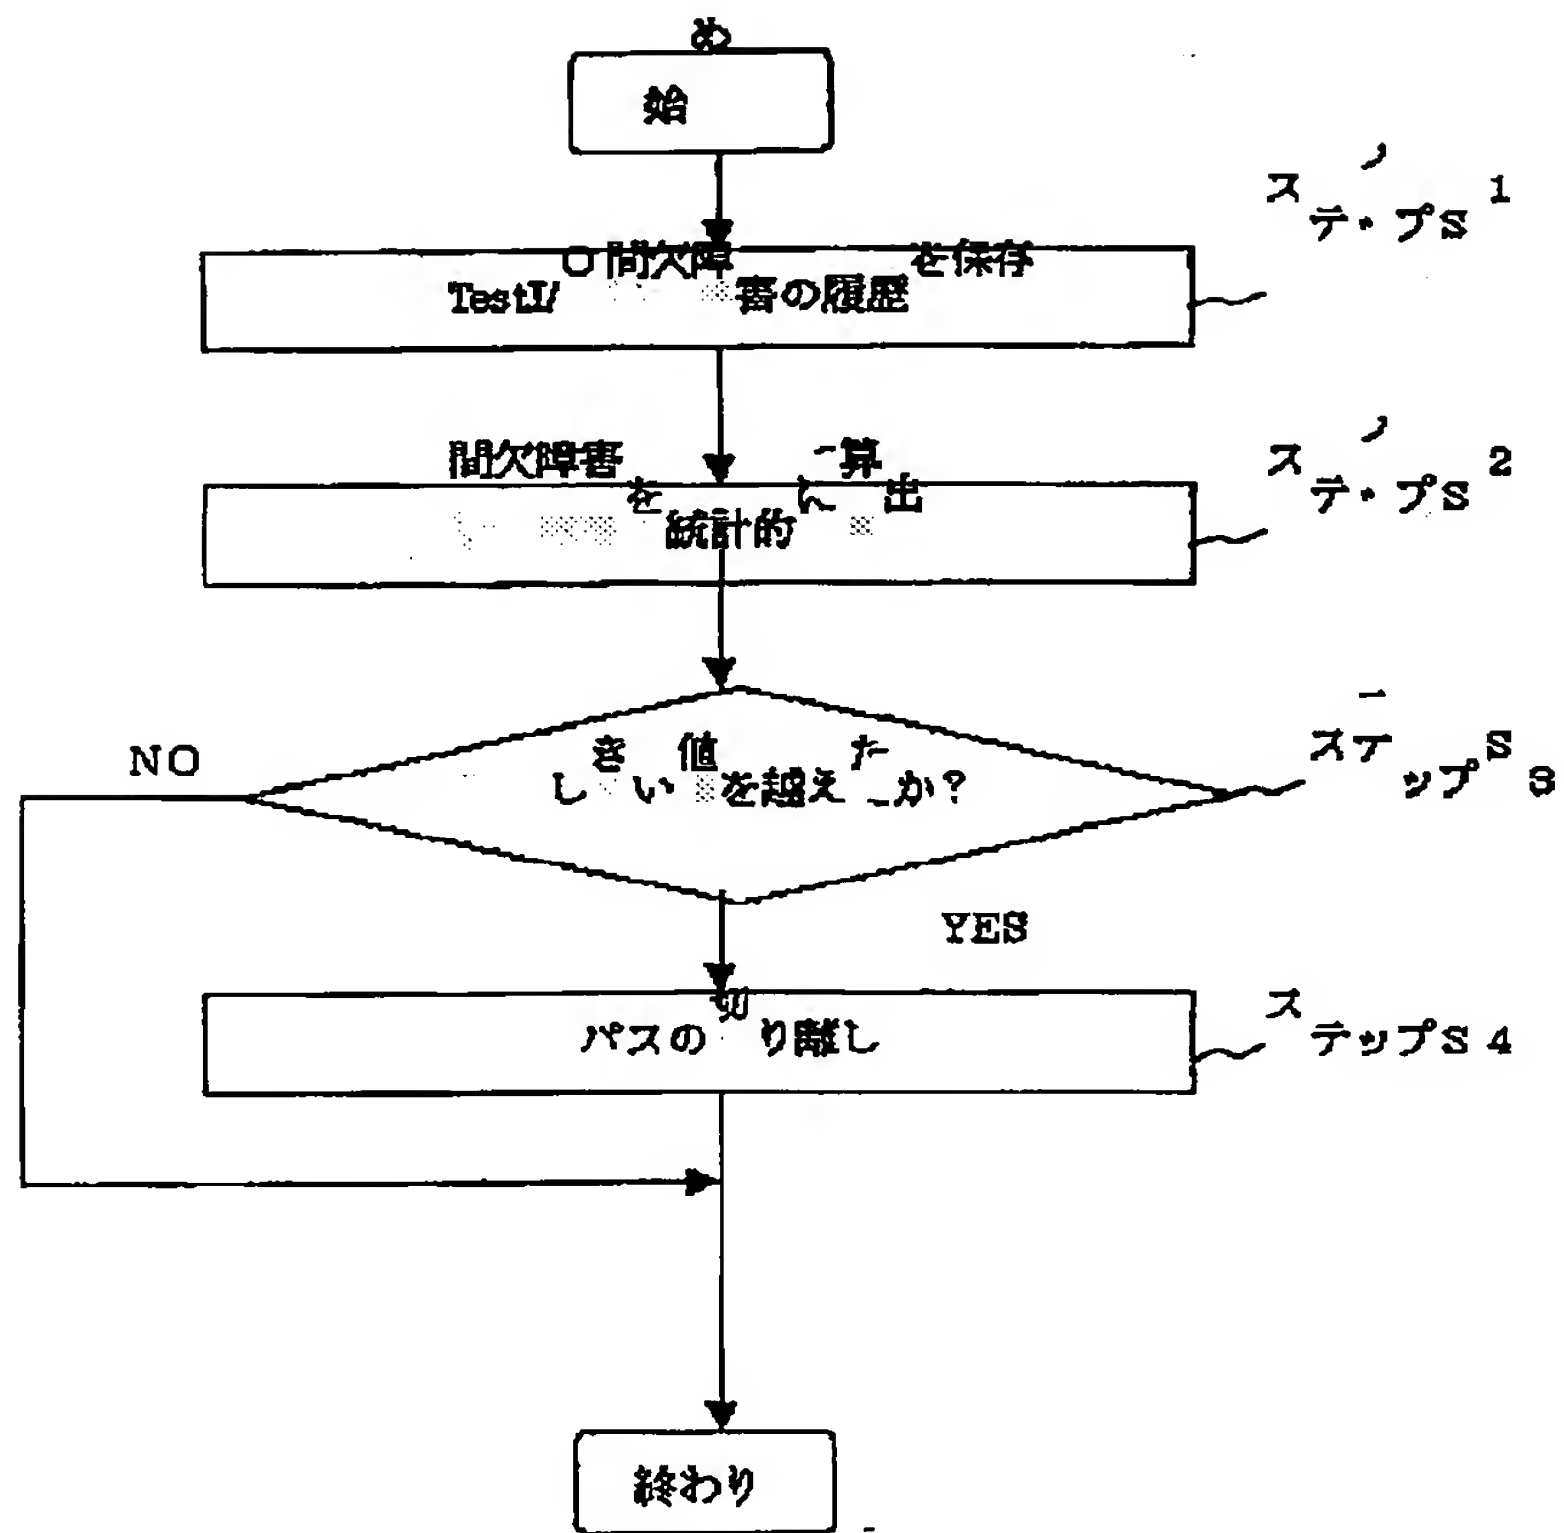 始め
TestI/O間欠障害の履歴を保存
ステップS1
間欠障害を統計的に算出
ステップS2
しきい値を越えたか?
ステップS3
NO
YES
パスの切り離し
ステップS4
終わり